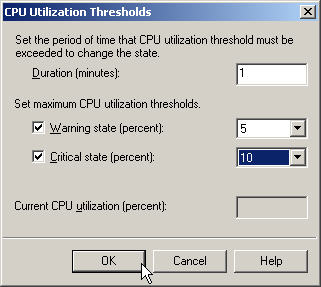 CPU Utilization Thresholds
Set the period of time that CPU utilization threshold must be
exceeded to change the state.
Duration (minutes):
1
Set maximum CPU utilization thresholds.
Warning state (percent):
5
Critical state (percent):
10
Current CPU utilization (percent):
OK
Cancel
Help